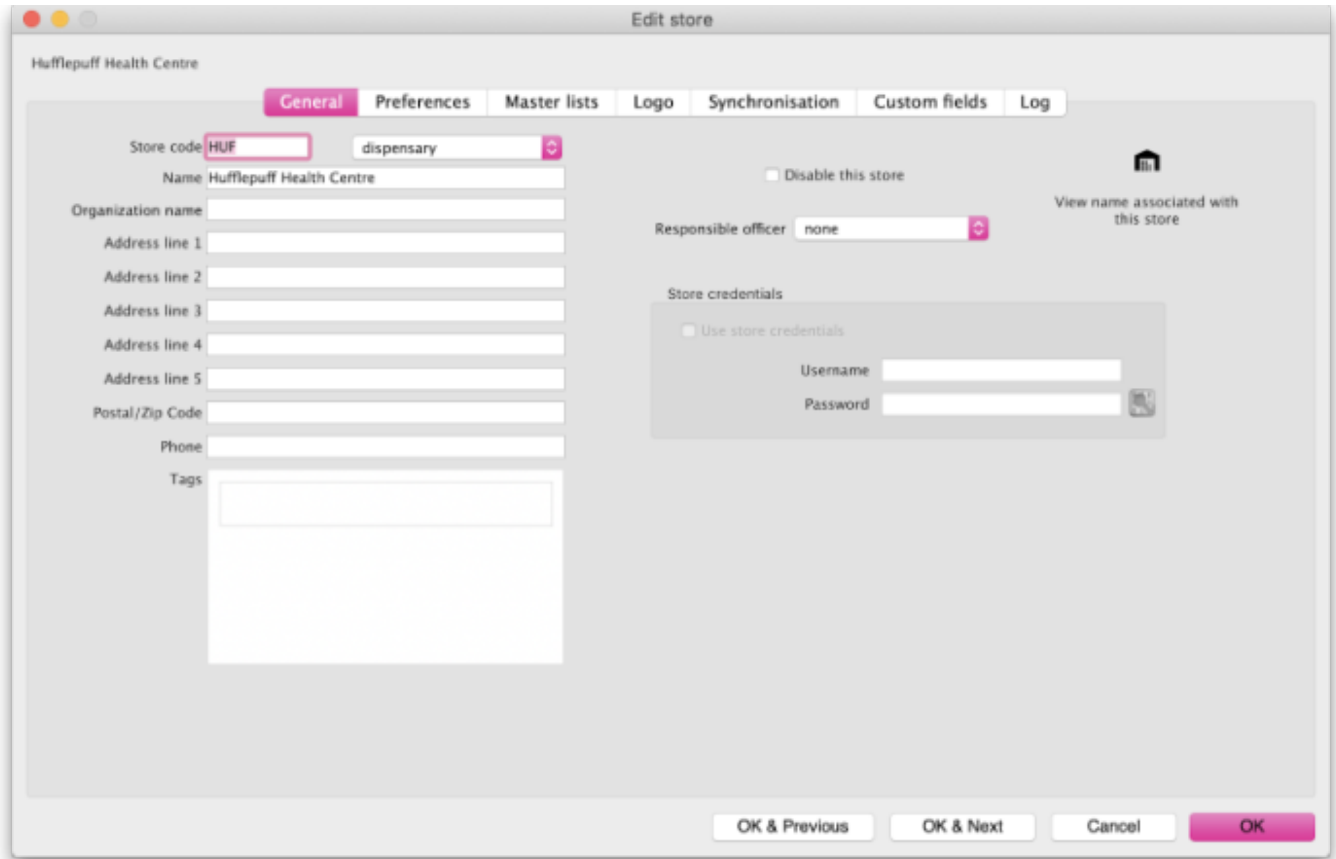 Edit store
Hufflepuff Health Centre
General Preferences Master lists Logo Synchronisation Custom fields Log
Store code HUF dispensary
Name Hufflepuff Health Centre
Disable this store
View name associated with
this store
Organization name
Responsible officer none
Address line 1
Address line 2
Store credentials
Address line 3
Use store credentials
Address line 4
Username
Address line 5
Password
Postal/Zip Code
Phone
Tags
OK & Previous OK & Next Cancel OK